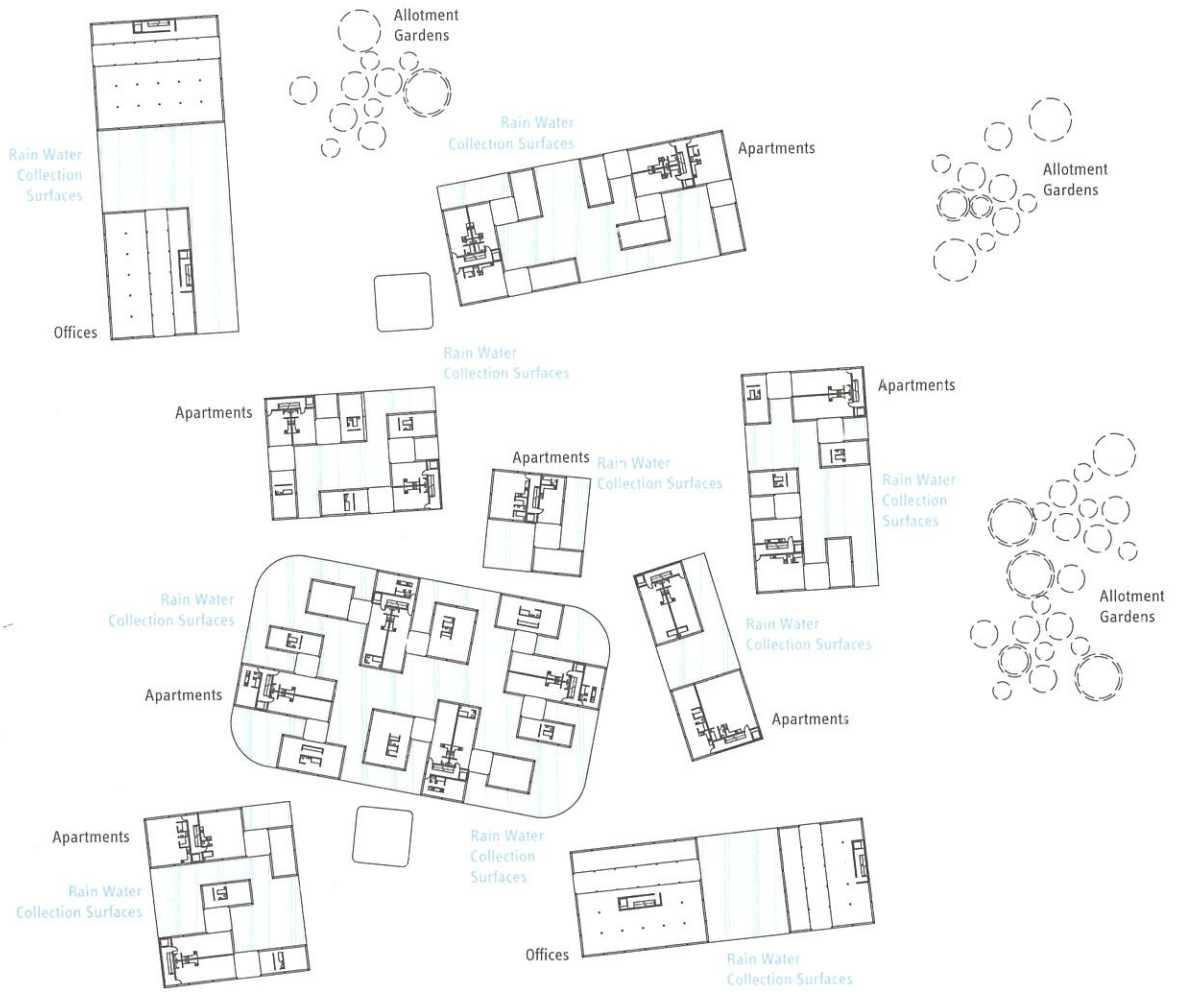 Allotment
Gardens
Rain Water
Collection
Surfaces
Rain Water
Collection Surfaces
Apartments
Allotment
Gardens
Offices
Rain Water
Collection Surfaces
Apartments
Apartments
Apartments
Rain Water
Collection Surfaces
Rain Water
Collection
Surfaces
Rain Water
Collection Surfaces
Allotment
Gardens
Rain Water
Collection Surfaces
Apartments
Apartments
Apartments
Rain Water
Collection
Surfaces
Rain Water
Collection Surfaces
Offices
Rain Water
Collection Surfaces